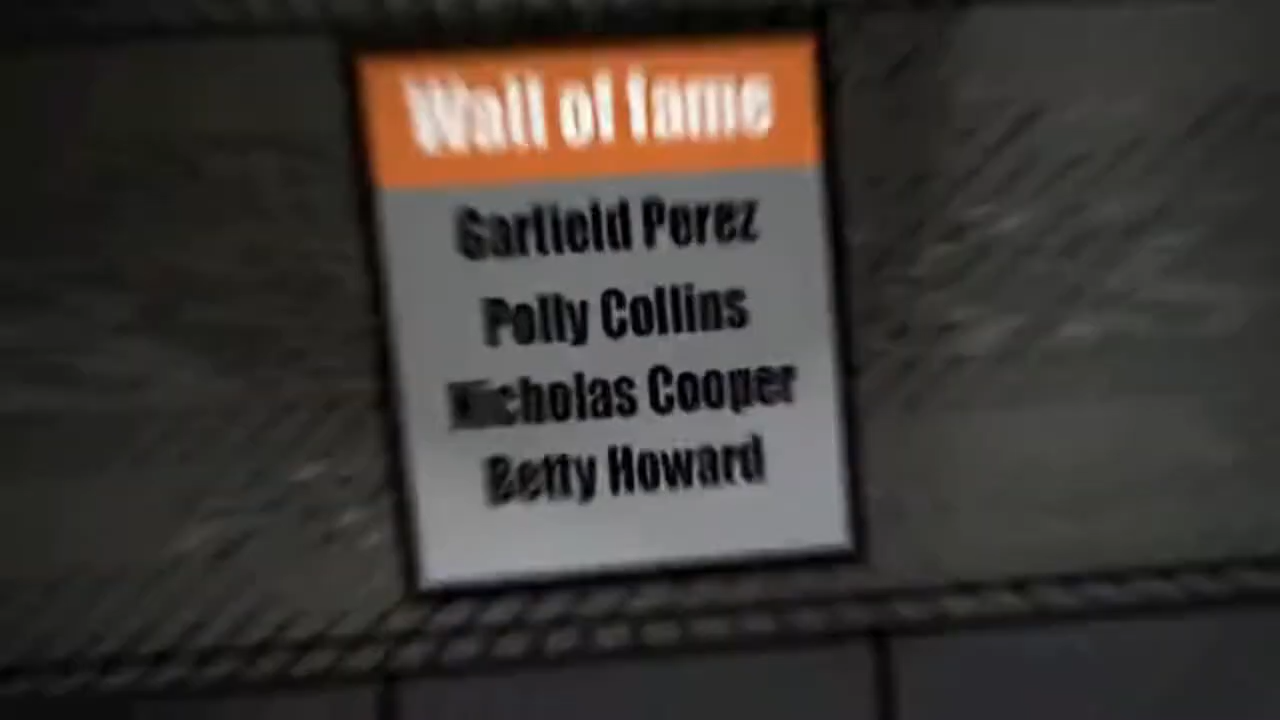 Wall of fame
Garfield Perez
Polly Collins
Nicholas Cooper
Betty Howard